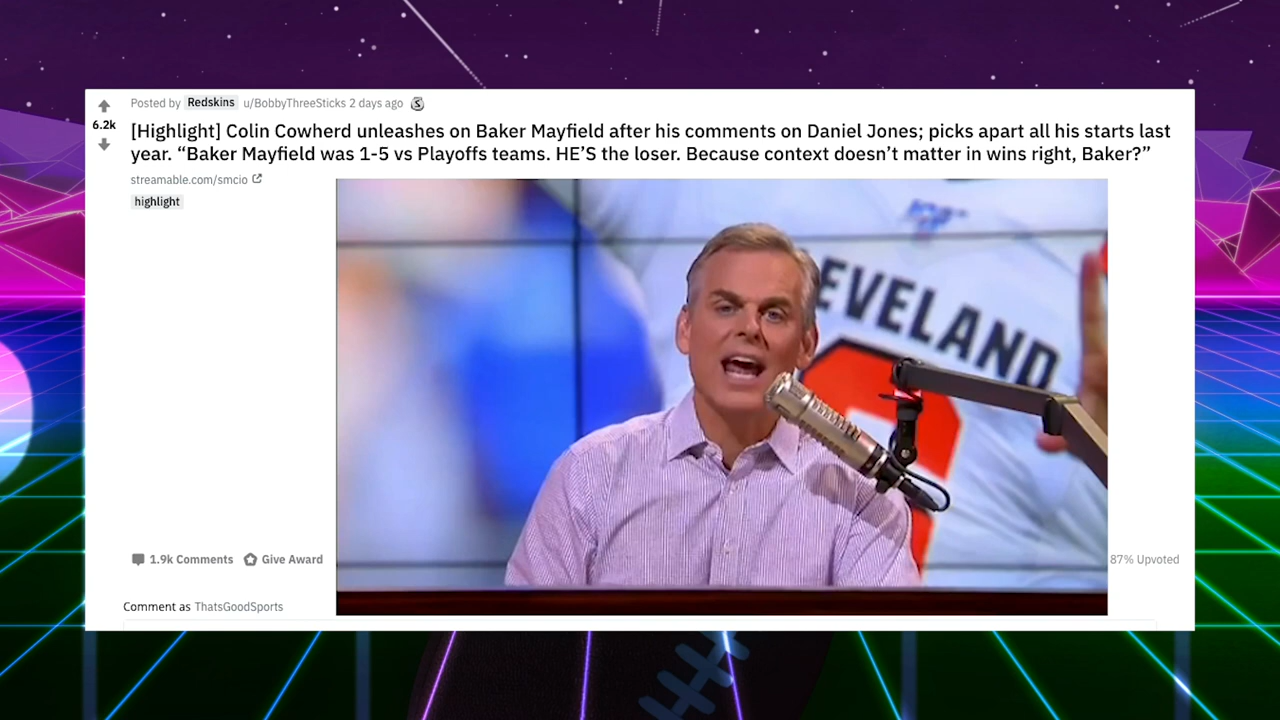 Posted by Redskins u/BobbyThreeSticks 2 days ago
6.2k
[Highlight] Colin Cowherd unleashes on Baker Mayfield after his comments on Daniel Jones; picks apart all his starts last
year. “Baker Mayfield was 1-5 vs Playoffs teams. HE’S the loser. Because context doesn’t matter in wins right, Baker?”
streamable.com/smcio
highlight
EVELAND
1.9k Comments Give Award
87% Upvoted
Comment as ThatsGoodSports